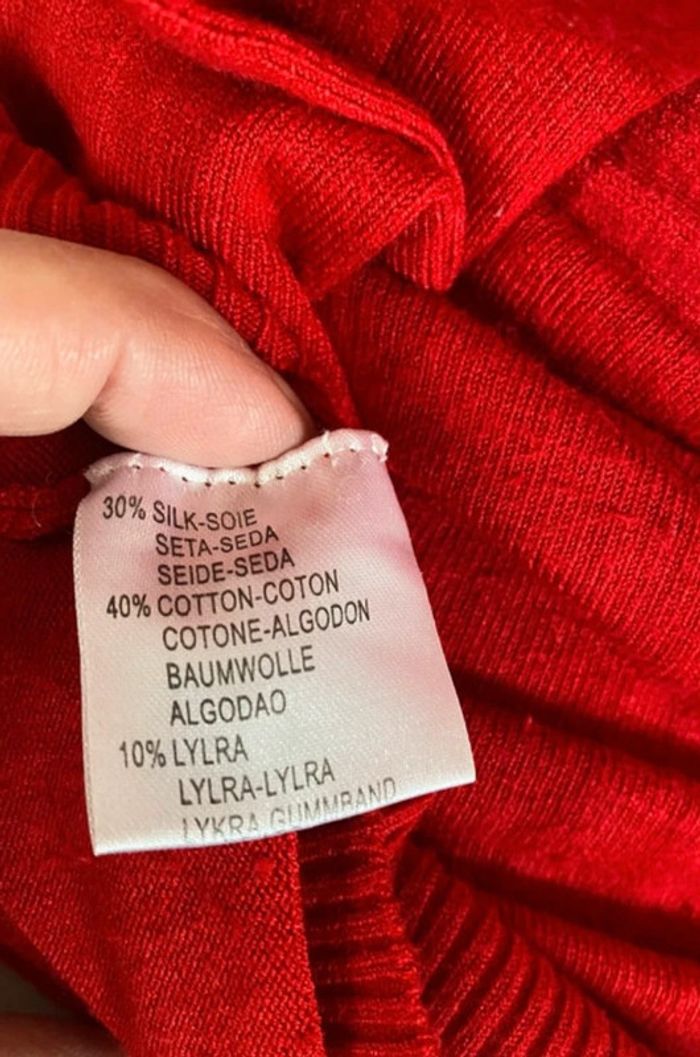 30% SILK-SOIE
SETA-SEDA
SEIDE-SEDA
40% COTTON-COTON
COTONE-ALGODON
BAUMWOLLE
ALGODAO
10% LYLRA
LYLRA-LYLRA
LYKRA GUMMBAND